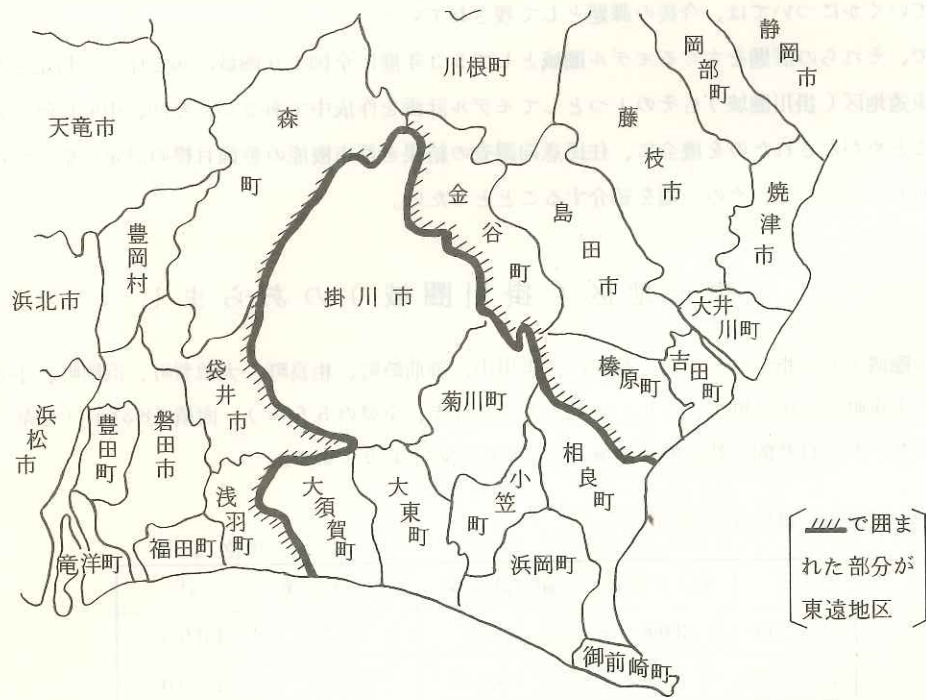 静岡市
岡部町
藤枝市
焼津市
川根町
森町
天竜市
金谷町
島田市
豊岡村
浜北市
掛川市
大井川町
吉田町
榛原町
袋井市
菊川町
浜松市
豊田町
磐田市
浅羽町
大須賀町
大東町
小笠町
相良町
竜洋町
福田町
浜岡町
御前崎町
で囲ま
れた部分が
東遠地区